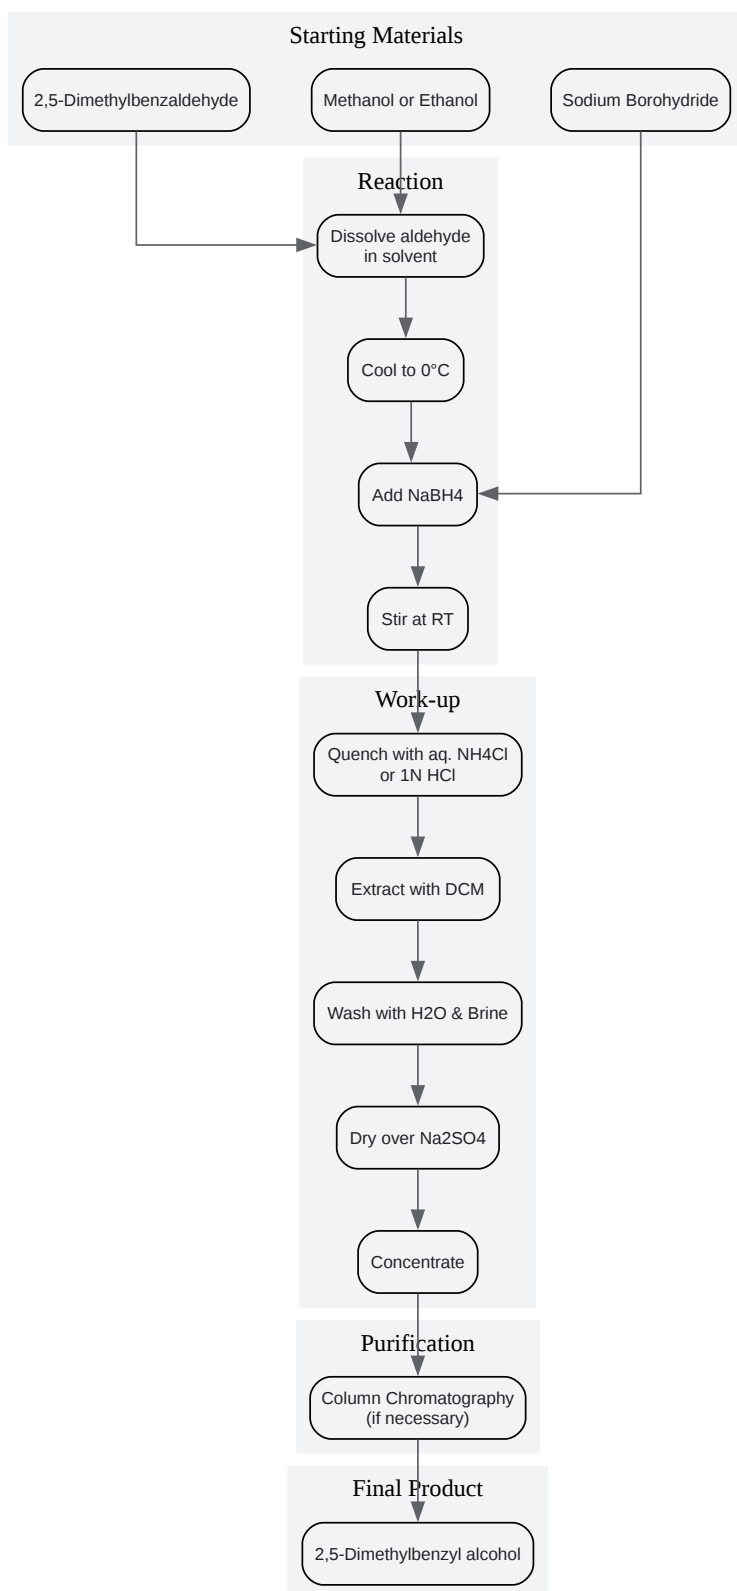 Starting Materials
2,5-Dimethylbenzaldehyde
Methanol or Ethanol
Sodium Borohydride
Reaction
Dissolve aldehyde
in solvent
Cool to 0°C
Add NaBH4
Stir at RT
Work-up
Quench with aq. NH4Cl
or 1N HCl
Extract with DCM
Wash with H2O & Brine
Dry over Na2SO4
Concentrate
Purification
Column Chromatography
(if necessary)
Final Product
2,5-Dimethylbenzyl alcohol